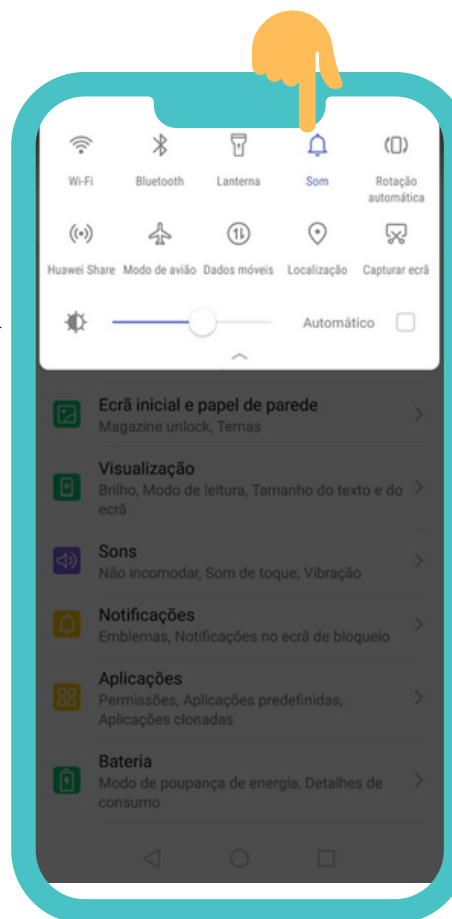 Wi-Fi Bluetooth Lanterna Som Rotação
automática
Huawei Share Modo de avião Dados móveis Localização Capturar ecrã
Automático
Ecrã inicial e papel de parede
Magazine unlock, Temas
Visualização
Brilho, Modo de leitura, Tamanho do texto e do
ecrã
Sons
Não incomodar, Som de toque, Vibração
Notificações
Emblemas, Notificações no ecrã de bloqueio
Aplicações
Permissões, Aplicações predefinidas,
Aplicações clonadas
Bateria
Modo de poupança de energia, Detalhes de
consumo